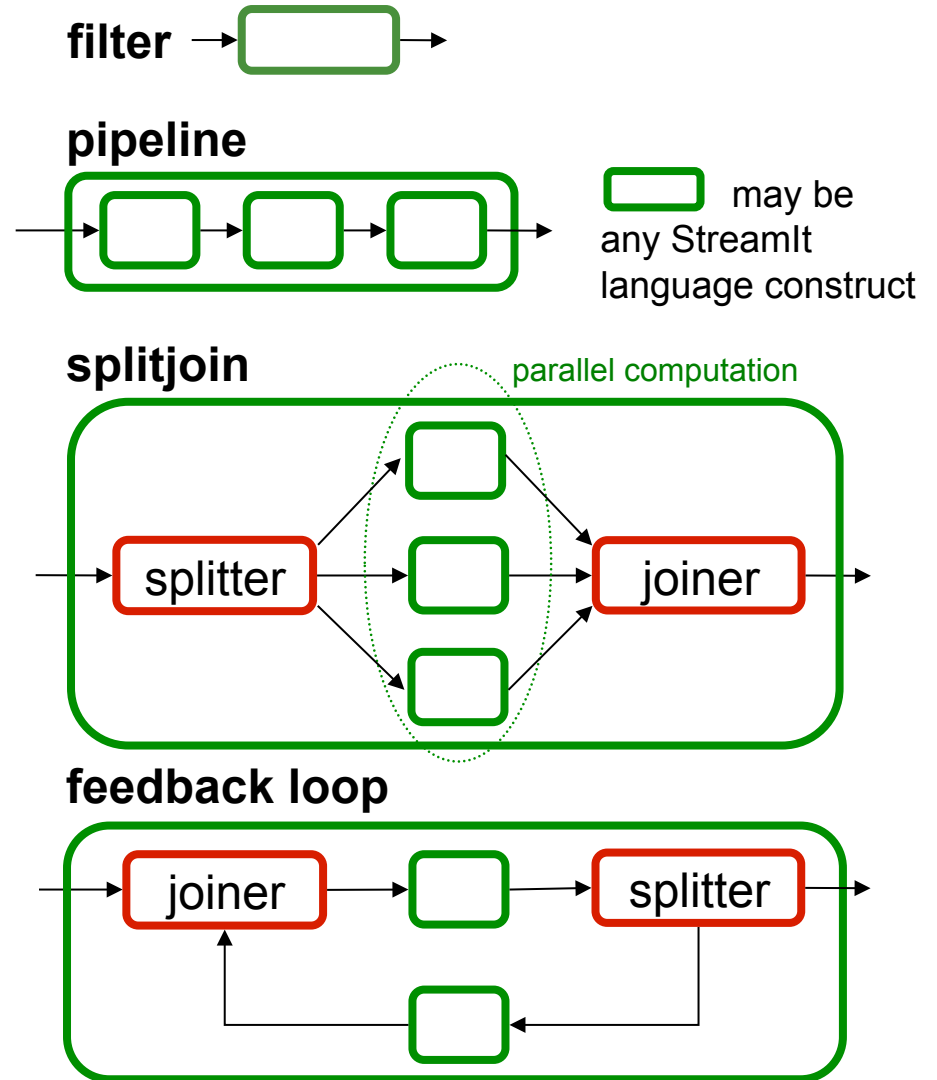 filter
pipeline
may be
any StreamIt
language construct
splitjoin
parallel computation
splitter
joiner
feedback loop
joiner
splitter